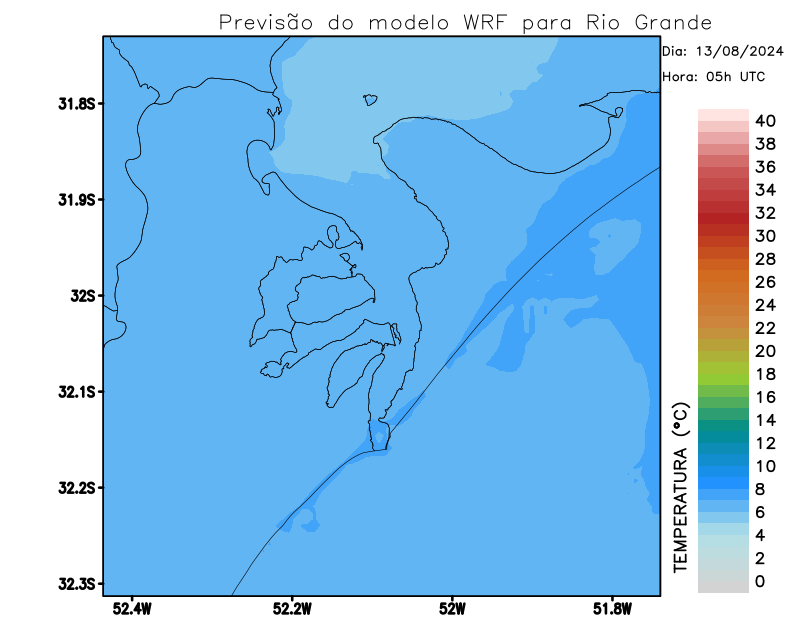 Previsão do modelo WRF para Rio Grande
Dia: 13/08/2024
Hora: 05h UTC
31.8S
31.9S
32S
32.1S
32.2S
32.3S
52.4W
52.2W
52W
51.8W
TEMPERATURA (°C)
40
38
36
34
32
30
28
26
24
22
20
18
16
14
12
10
8
6
4
2
0